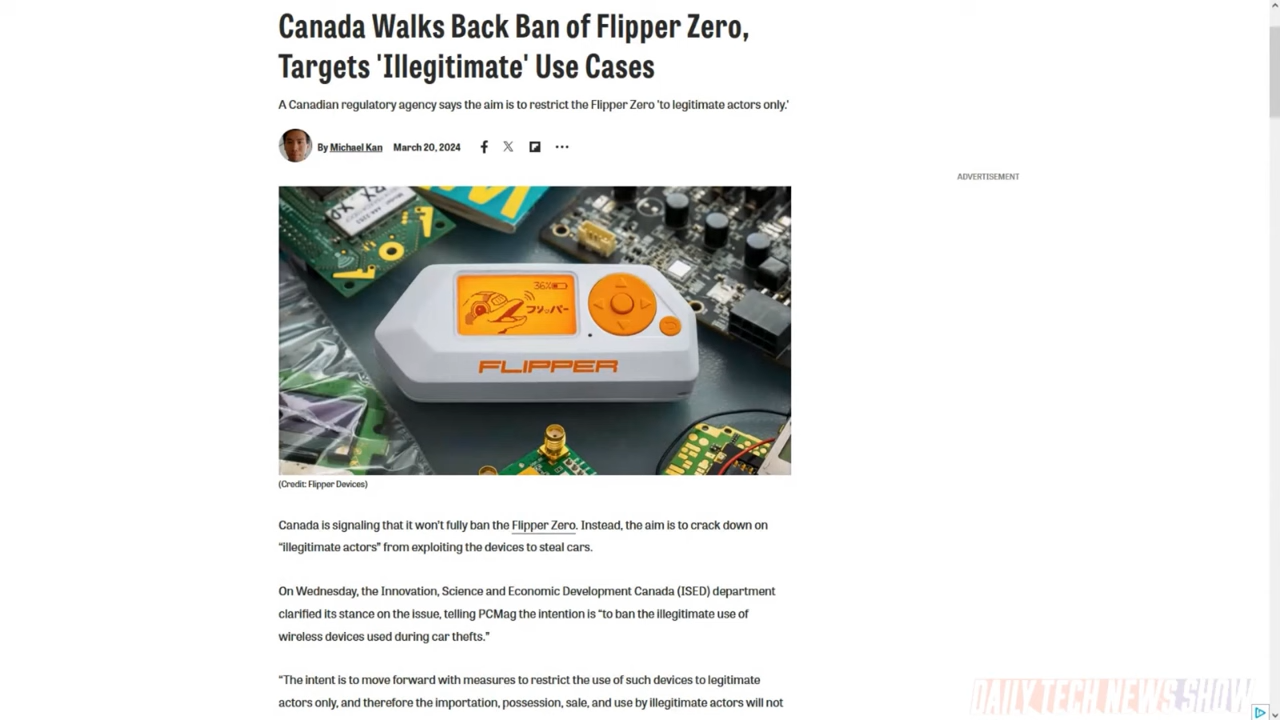 Canada Walks Back Ban of Flipper Zero,
Targets 'Illegitimate' Use Cases
A Canadian regulatory agency says the aim is to restrict the Flipper Zero 'to legitimate actors only.'
By Michael Kan March 20, 2024
ADVERTISEMENT
36%
フリッパー
FLIPPER
(Credit: Flipper Devices)
Canada is signaling that it won't fully ban the Flipper Zero. Instead, the aim is to crack down on
“illegitimate actors” from exploiting the devices to steal cars.
On Wednesday, the Innovation, Science and Economic Development Canada (ISED) department
clarified its stance on the issue, telling PCMag the intention is “to ban the illegitimate use of
wireless devices used during car thefts.”
“The intent is to move forward with measures to restrict the use of such devices to legitimate
actors only, and therefore the importation, possession, sale, and use by illegitimate actors will not
DAILY TECH NEWS SHOW